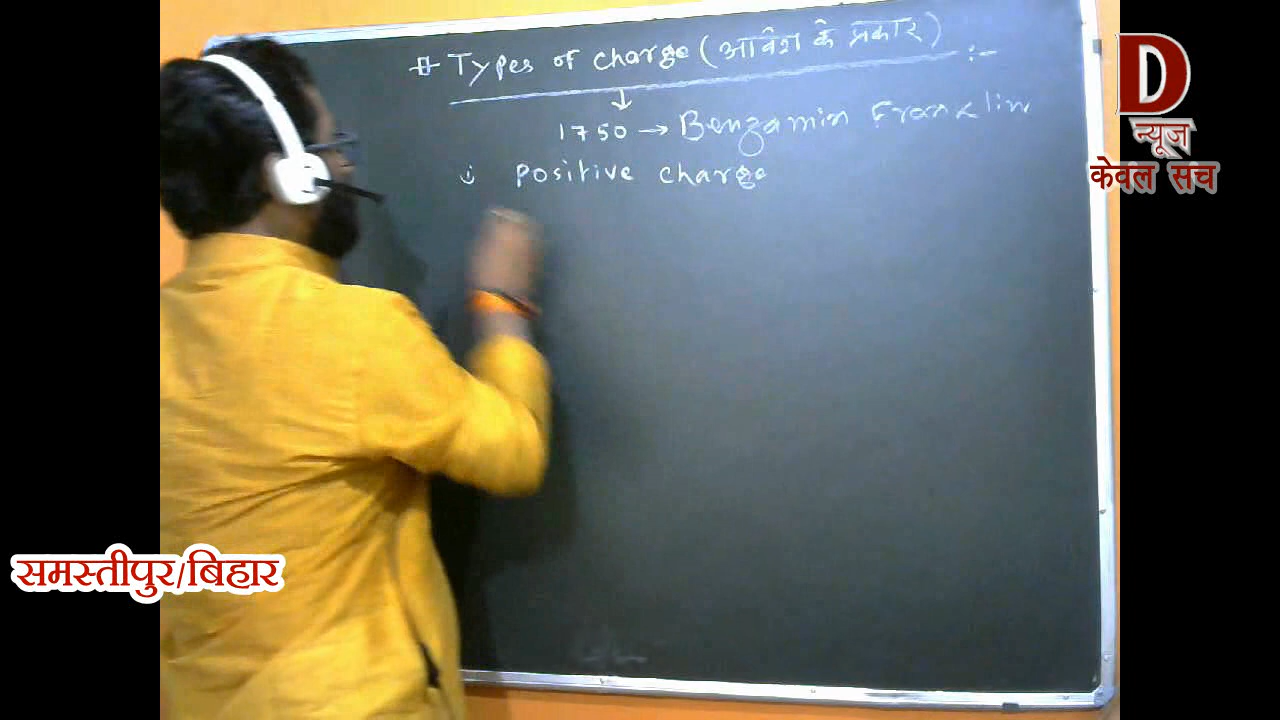 Types of charge (आवेश के प्रकार) :-
1750 → Benzamin Franklin
i positive charge
D
न्यूज
केवल सच
समस्तीपुर/बिहार